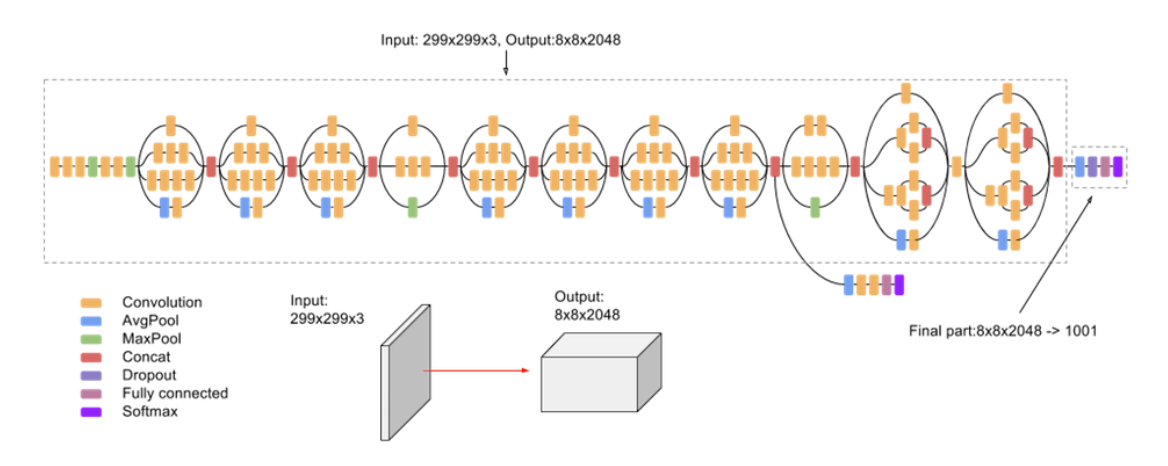 Input: 299x299x3, Output:8x8x2048
Convolution
AvgPool
MaxPool
Concat
Dropout
Fully connected
Softmax
Input:
299x299x3
Output:
8x8x2048
Final part:8x8x2048 -> 1001